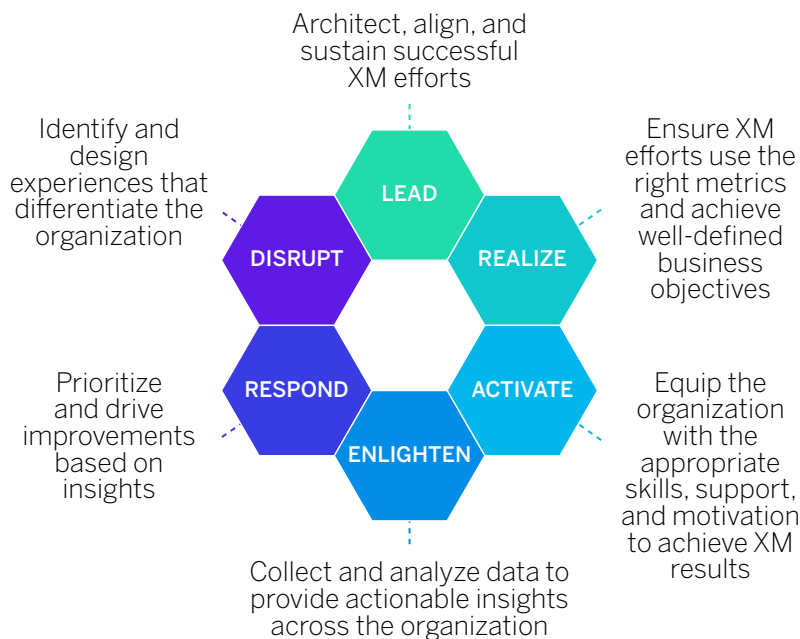 Architect, align, and
sustain successful
XM efforts
LEAD
Ensure XM
efforts use the
right metrics
and achieve
well-defined
business
objectives
REALIZE
Equip the
organization
with the
appropriate
skills, support,
and motivation
to achieve XM
results
ACTIVATE
Collect and analyze data to
provide actionable insights
across the organization
ENLIGHTEN
Prioritize
and drive
improvements
based on
insights
RESPOND
Identify and
design
experiences that
differentiate the
organization
DISRUPT